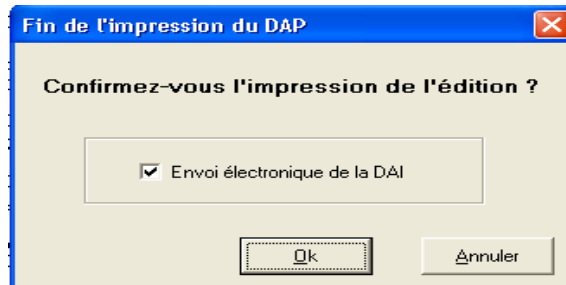 Fin de l'impression du DAP
Confirmez-vous l'impression de l'édition ?
Envoi électronique de la DAI
Ok
Annuler